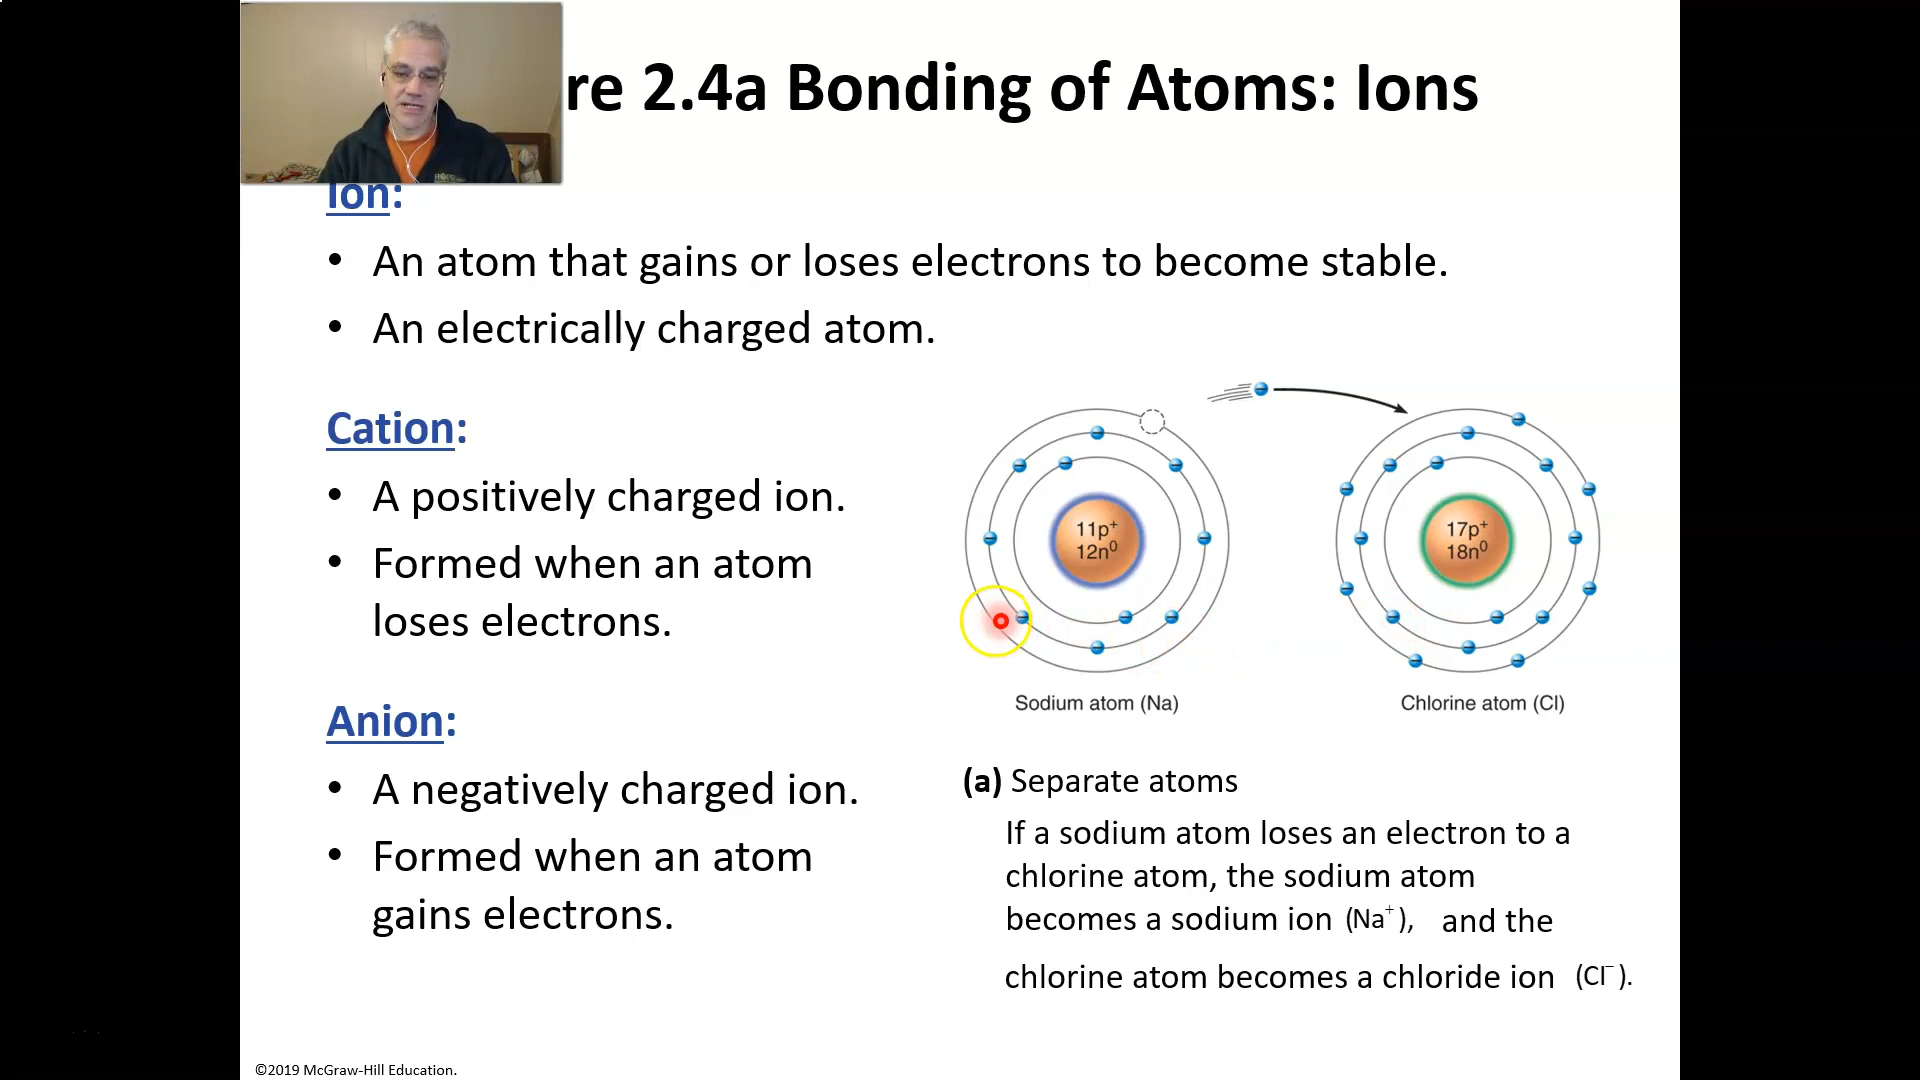 re 2.4a Bonding of Atoms: Ions
Ion:
• An atom that gains or loses electrons to become stable.
• An electrically charged atom.
Cation:
• A positively charged ion.
• Formed when an atom
loses electrons.
Anion:
• A negatively charged ion.
• Formed when an atom
gains electrons.
11p⁺
12n⁰
17p⁺
18n⁰
Sodium atom (Na)
Chlorine atom (Cl)
(a) Separate atoms
If a sodium atom loses an electron to a
chlorine atom, the sodium atom
becomes a sodium ion (Na⁺), and the
chlorine atom becomes a chloride ion (Cl⁻).
©2019 McGraw-Hill Education.